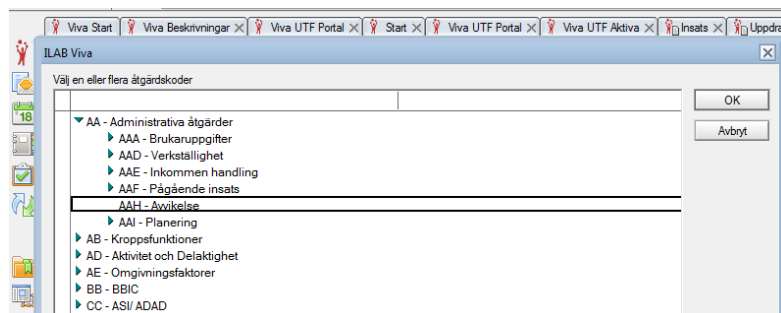 Viva Start Viva Beskrivningar Viva UTF Portal Start Viva UTF Portal Viva UTF Aktiva Insats Uppdra
ILAB Viva
Välj en eller flera åtgärdskoder
OK
AA - Administrativa åtgärder
18
AAA - Brukaruppgifter
Avbryt
AAD - Verkställighet
AAE - Inkommen handling
AAF - Pågående insats
AAH - Avvikelse
AAI - Planering
AB - Kroppsfunktioner
AD - Aktivitet och Delaktighet
AE - Omgivningsfaktorer
BB - BBIC
CC - ASI/ ADAD